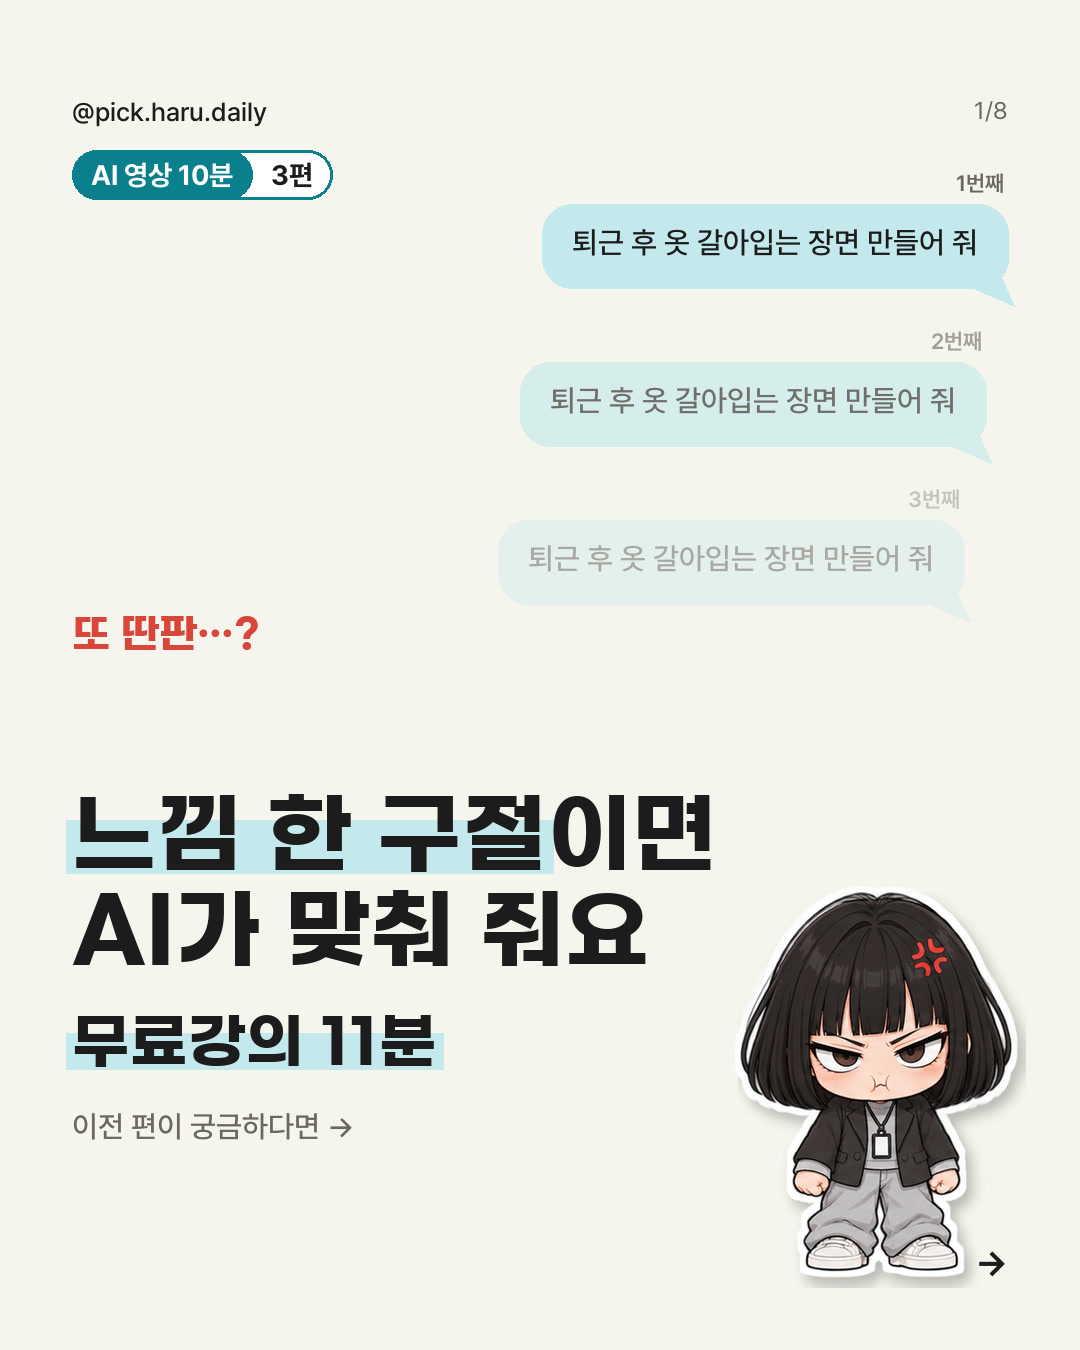 @pick.haru.daily
1/8
AI 영상 10분 3편
1번째
퇴근 후 옷 갈아입는 장면 만들어 줘
2번째
퇴근 후 옷 갈아입는 장면 만들어 줘
3번째
퇴근 후 옷 갈아입는 장면 만들어 줘
또 딴판…?
느낌 한 구절이면
AI가 맞춰 줘요
무료강의 11분
이전 편이 궁금하다면 →
→